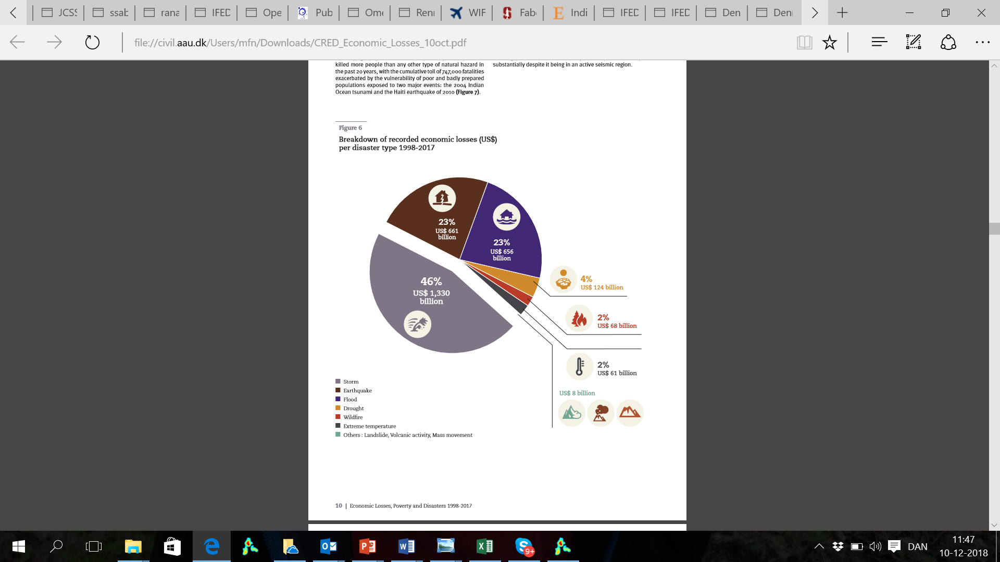 JCSS
ssab
rana
IFED
Ope
Pub
Ome
Renn
WIF
Fab
E Indi
IFED
IFED
Den
Den
file://civil.aau.dk/Users/mfn/Downloads/CRED_Economic_Losses_10oct.pdf
killed more people than any other type of natural hazard in
the past 20 years, with the cumulative toll of 747,000 fatalities
exacerbated by the vulnerability of poor and badly prepared
populations exposed to two major events: the 2004 Indian
Ocean tsunami and the Haiti earthquake of 2010 (Figure 7).
substantially despite it being in an active seismic region.
Figure 6
Breakdown of recorded economic losses (US$)
per disaster type 1998-2017
23%
US$ 661
billion
23%
US$ 656
billion
46%
US$ 1,330
billion
4%
US$ 124 billion
2%
US$ 68 billion
2%
US$ 61 billion
US$ 8 billion
Storm
Earthquake
Flood
Drought
Wildfire
Extreme temperature
Others : Landslide, Volcanic activity, Mass movement
10 | Economic Losses, Poverty and Disasters 1998-2017
9+
DAN
11:47
10-12-2018